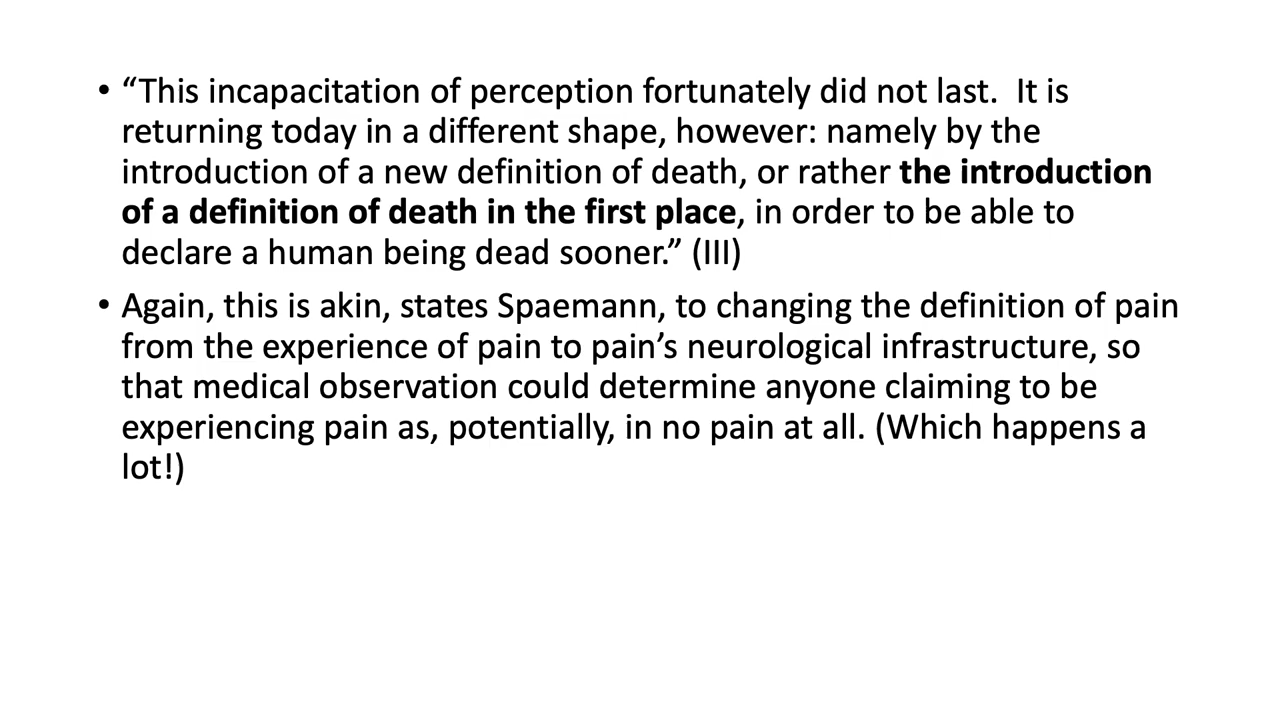 • “This incapacitation of perception fortunately did not last.  It is
returning today in a different shape, however: namely by the
introduction of a new definition of death, or rather the introduction
of a definition of death in the first place, in order to be able to
declare a human being dead sooner.” (III)
• Again, this is akin, states Spaemann, to changing the definition of pain
from the experience of pain to pain’s neurological infrastructure, so
that medical observation could determine anyone claiming to be
experiencing pain as, potentially, in no pain at all. (Which happens a
lot!)